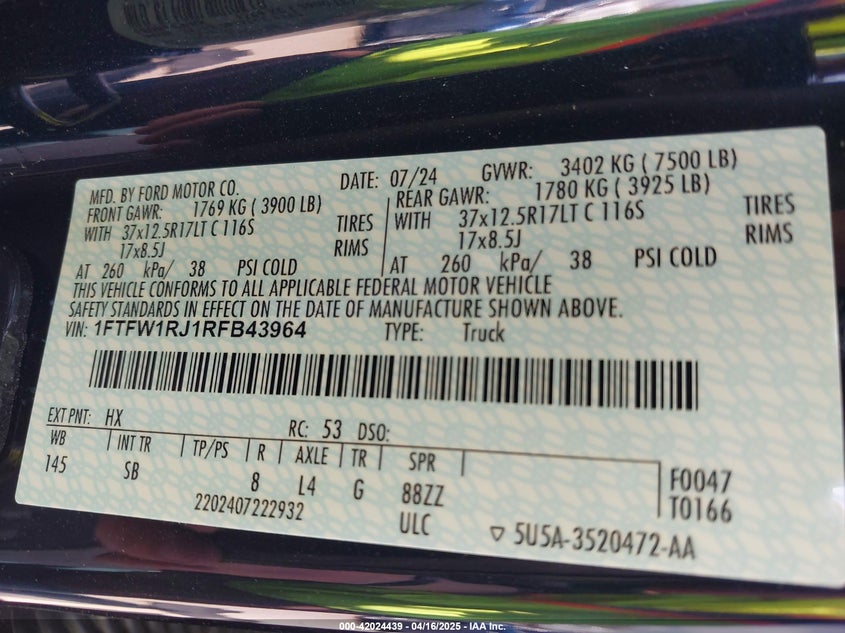 MFD. BY FORD MOTOR CO. DATE: 07/24 GVWR: 3402 KG ( 7500 LB)
FRONT GAWR: 1769 KG ( 3900 LB) REAR GAWR: 1780 KG ( 3925 LB)
WITH 37x12.5R17LT C 116S TIRES WITH 37x12.5R17LT C 116S TIRES
17x8.5J RIMS 17x8.5J RIMS
AT 260 kPa/ 38 PSI COLD AT 260 kPa/ 38 PSI COLD
THIS VEHICLE CONFORMS TO ALL APPLICABLE FEDERAL MOTOR VEHICLE
SAFETY STANDARDS IN EFFECT ON THE DATE OF MANUFACTURE SHOWN ABOVE.
VIN: 1FTFW1RJ1RFB43964 TYPE: Truck
EXT PNT: HX RC: 53 DSO:
WB INT TR TP/PS R AXLE TR SPR
145 SB 8 L4 G 88ZZ F0047
2202407222932 ULC T0166
5U5A-3520472-AA
000-42024439 - 04/16/2025 - IAA Inc.